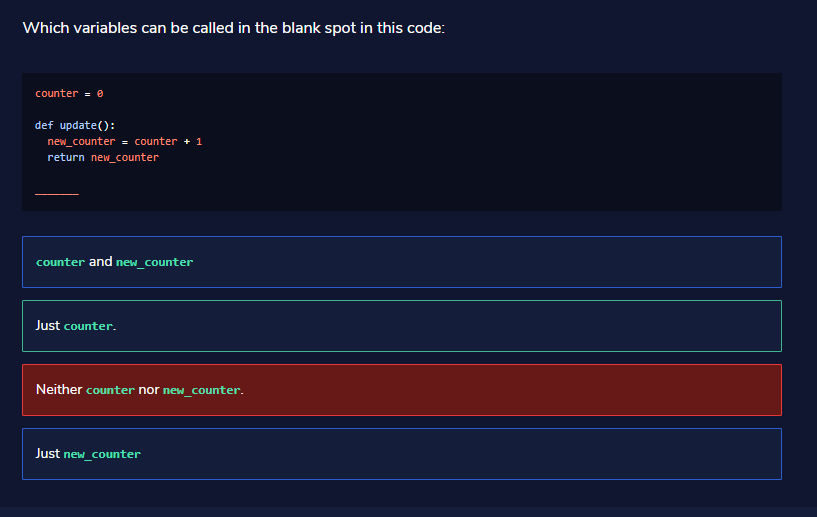 Which variables can be called in the blank spot in this code:
counter = 0
def update():
new_counter = counter + 1
return new_counter
_______
counter and new_counter
Just counter.
Neither counter nor new_counter.
Just new_counter